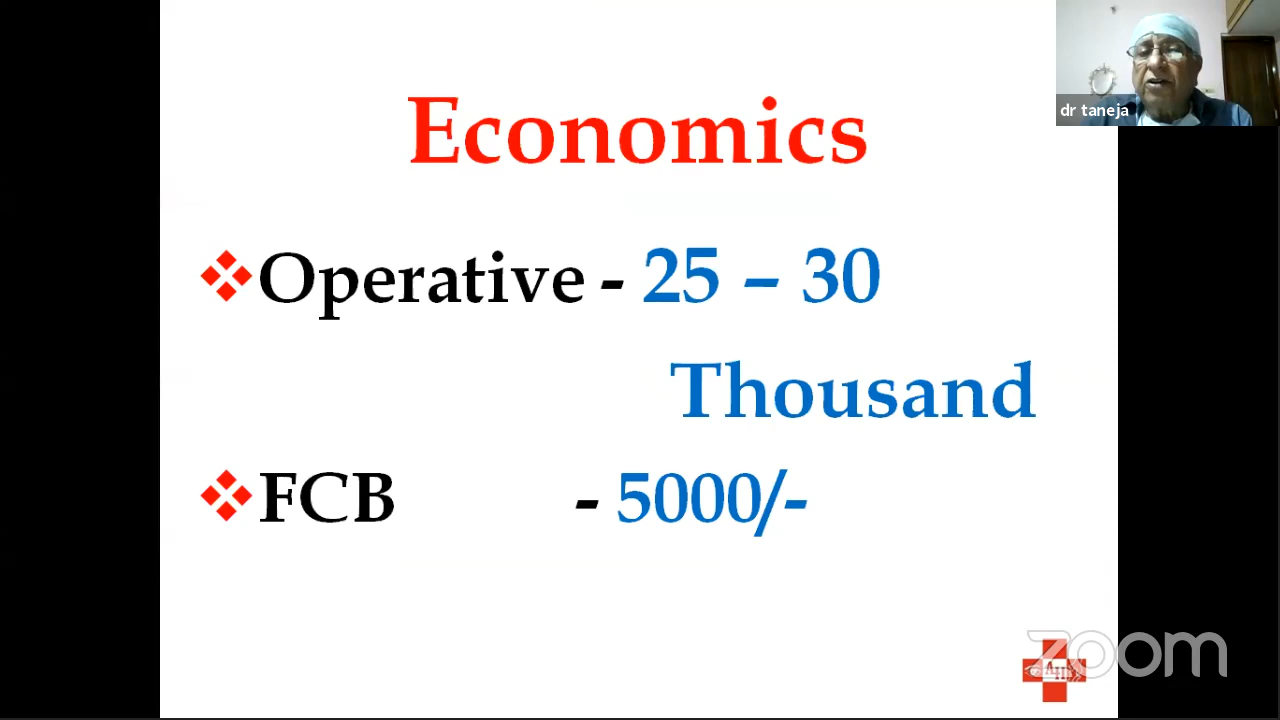 dr taneja
Economics
❖Operative - 25 – 30
Thousand
❖FCB - 5000/-
zoom